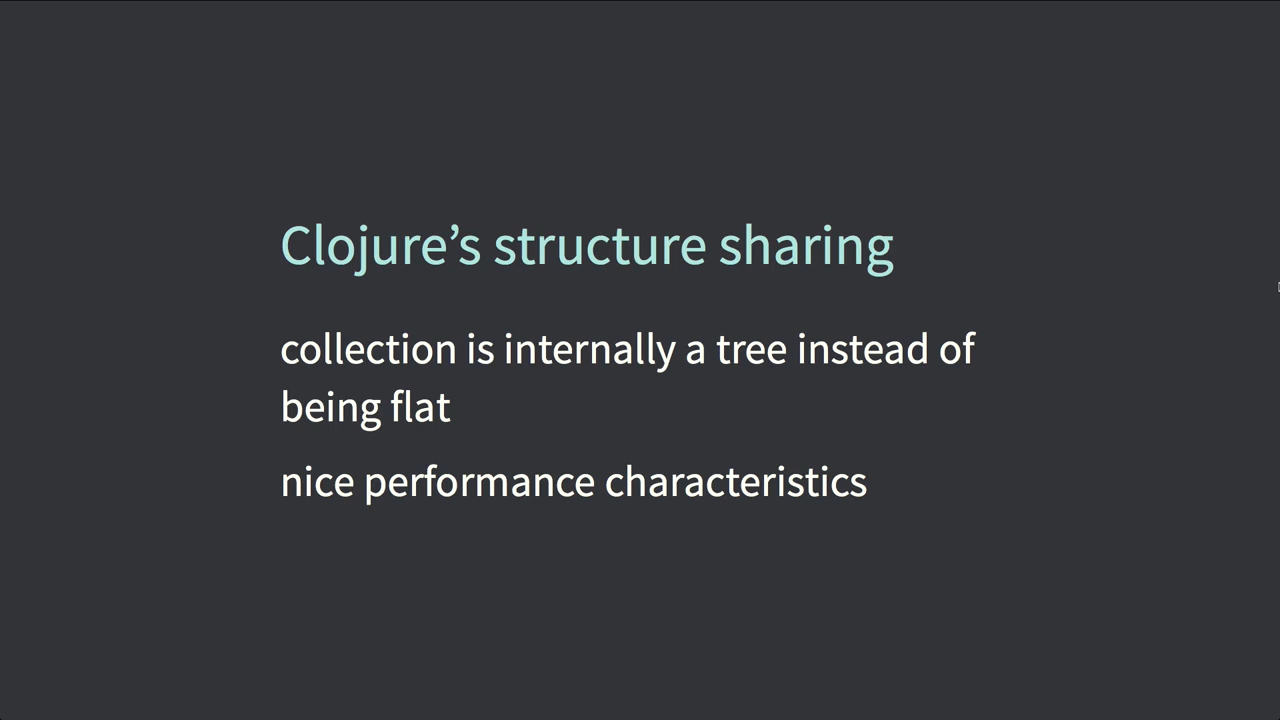 Clojure’s structure sharing
collection is internally a tree instead of
being flat
nice performance characteristics